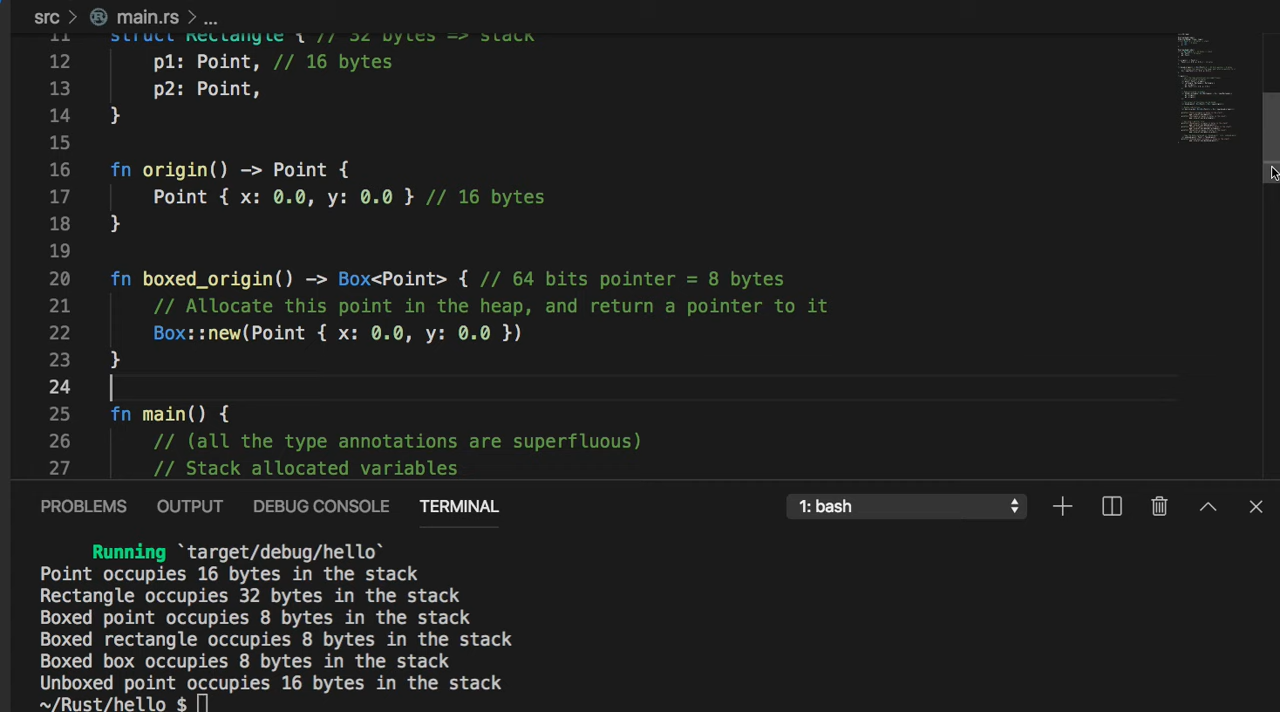 src > main.rs > ...
11 struct Rectangle { // 32 bytes => stack
12 p1: Point, // 16 bytes
13 p2: Point,
14 }
15
16 fn origin() -> Point {
17 Point { x: 0.0, y: 0.0 } // 16 bytes
18 }
19
20 fn boxed_origin() -> Box<Point> { // 64 bits pointer = 8 bytes
21 // Allocate this point in the heap, and return a pointer to it
22 Box::new(Point { x: 0.0, y: 0.0 })
23 }
24
25 fn main() {
26 // (all the type annotations are superfluous)
27 // Stack allocated variables
PROBLEMS OUTPUT DEBUG CONSOLE TERMINAL 1: bash
Running `target/debug/hello`
Point occupies 16 bytes in the stack
Rectangle occupies 32 bytes in the stack
Boxed point occupies 8 bytes in the stack
Boxed rectangle occupies 8 bytes in the stack
Boxed box occupies 8 bytes in the stack
Unboxed point occupies 16 bytes in the stack
~/Rust/hello $